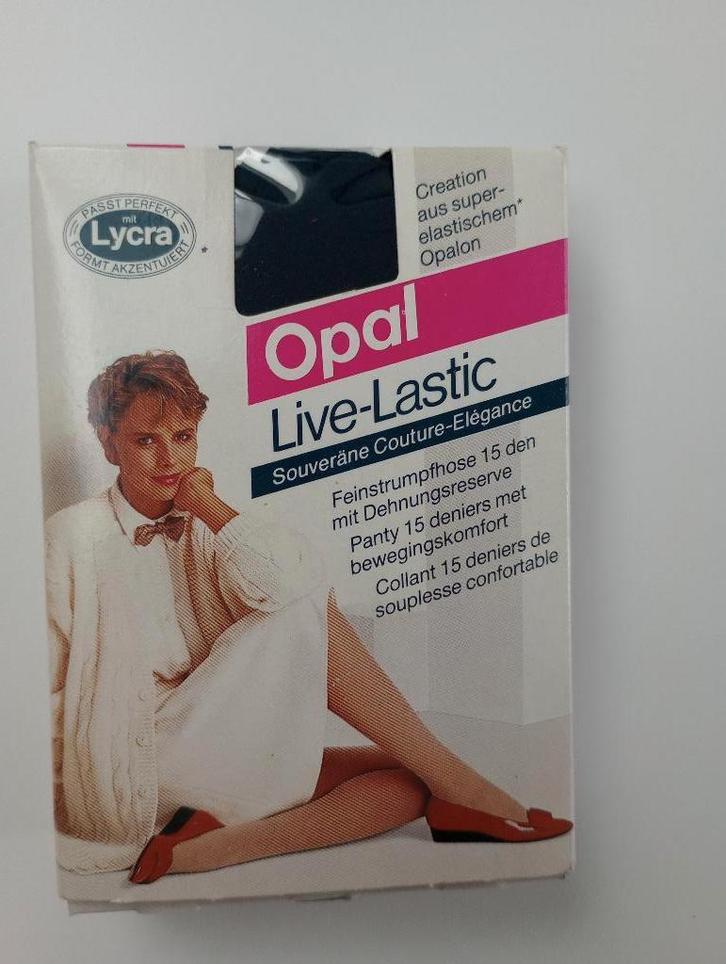 PASST PERFEKT
mit
Lycra
FORMT AKZENTUIERT
*
Creation
aus super-
elastischem*
Opalon
Opal
Live-Lastic
Souveräne Couture-Elégance
Feinstrumpfhose 15 den
mit Dehnungsreserve
Panty 15 deniers met
bewegingskomfort
Collant 15 deniers de
souplesse confortable